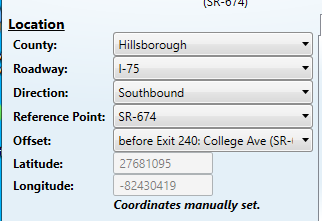 (SR-674)
Location
County: Hillsborough
Roadway: I-75
Direction: Southbound
Reference Point: SR-674
Offset: before Exit 240: College Ave (SR-
Latitude: 27681095
Longitude: -82430419
Coordinates manually set.